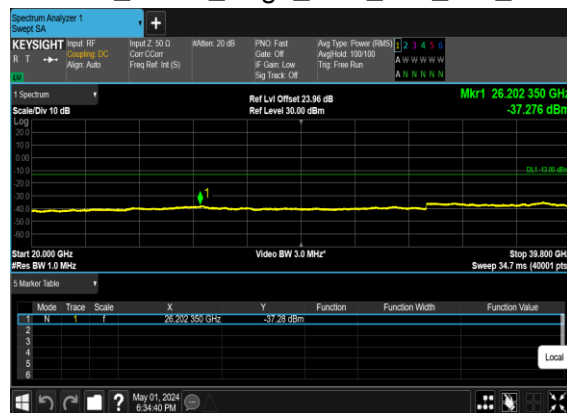 Spectrum Analyzer 1
Swept SA
+
KEYSIGHT
R T
Input: RF
Coupling: DC
Align: Auto
Input Z: 50 Ω
Corr CCorr
Freq Ref: Int (S)
#Atten: 20 dB
PNO: Fast
Gate: Off
IF Gain: Low
Sig Track: Off
Avg Type: Power (RMS)
Avg|Hold: 100/100
Trig: Free Run
1 2 3 4 5 6
A W W W W W
A N N N N N
1 Spectrum
Scale/Div 10 dB
Ref Lvl Offset 23.96 dB
Ref Level 30.00 dBm
Mkr1 26.202 350 GHz
-37.276 dBm
Log
20.0
10.0
0.00
-10.0
-20.0
-30.0
-40.0
-50.0
-60.0
DL1 -13.00 dBm
1
Start 20.000 GHz
#Res BW 1.0 MHz
Video BW 3.0 MHz*
Stop 39.800 GHz
Sweep 34.7 ms (40001 pts)
5 Marker Table
Mode Trace Scale X Y Function Function Width Function Value
1 N 1 f 26.202 350 GHz -37.28 dBm
2
3
4
5
6
Local
?
May 01, 2024
6:34:40 PM